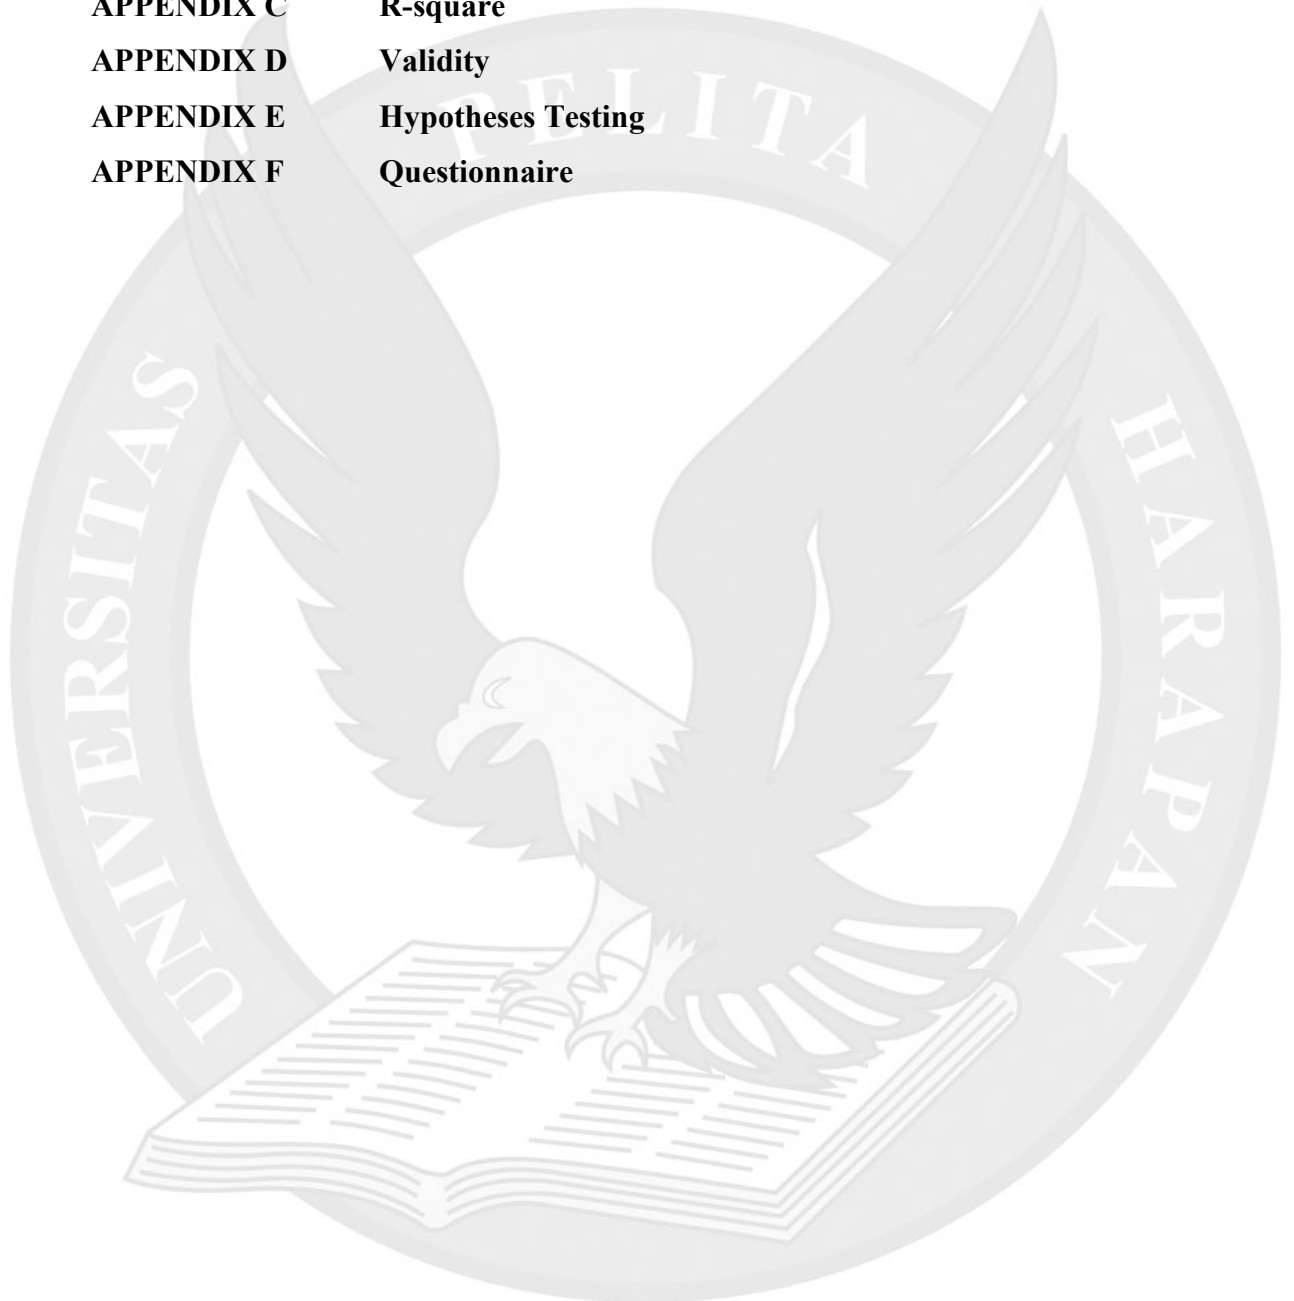 APPENDIX C R-square
APPENDIX D Validity
APPENDIX E Hypotheses Testing
APPENDIX F Questionnaire
UNIVERSITAS PELITA HARAPAN